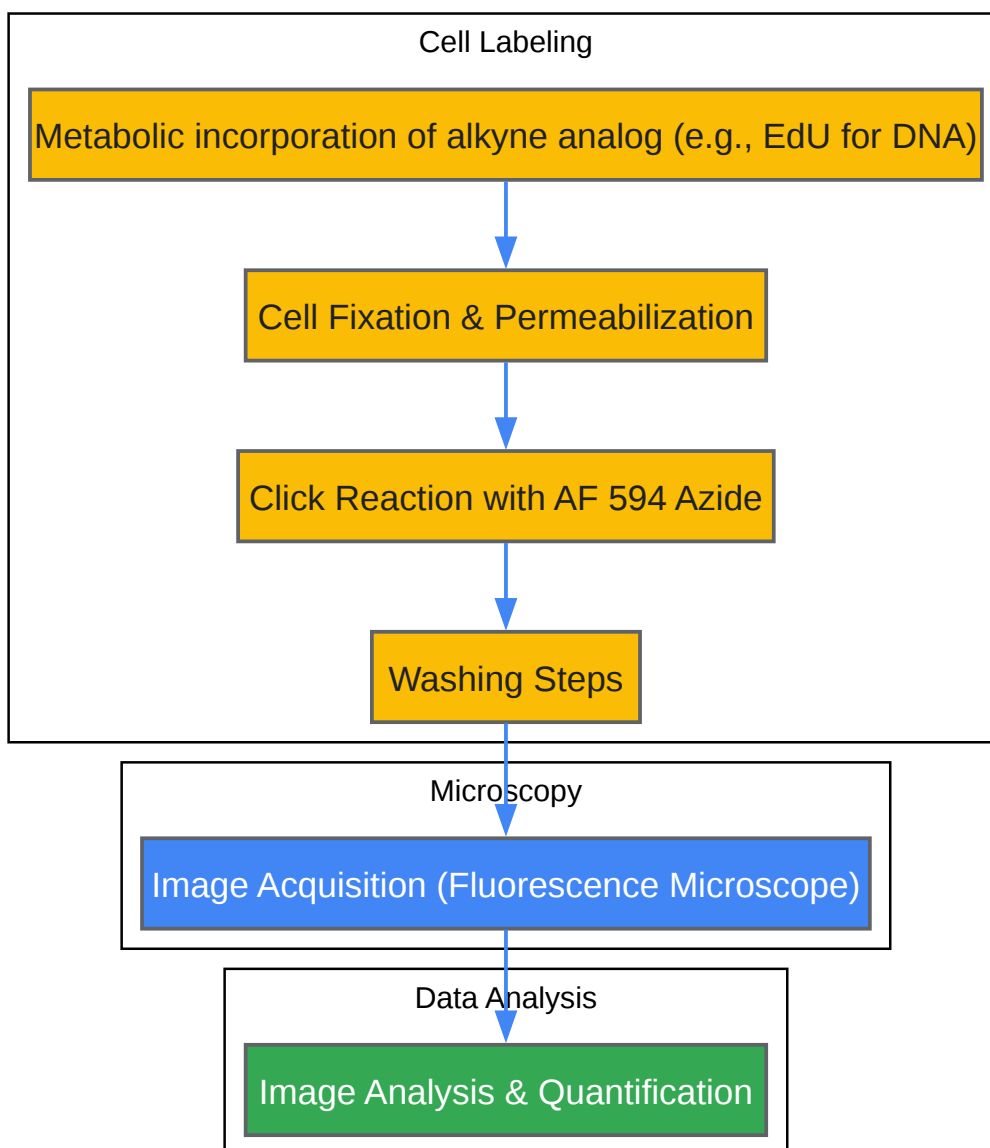 Cell Labeling
Metabolic incorporation of alkyne analog (e.g., EdU for DNA)
Cell Fixation & Permeabilization
Click Reaction with AF 594 Azide
Washing Steps
Microscopy
Image Acquisition (Fluorescence Microscope)
Data Analysis
Image Analysis & Quantification